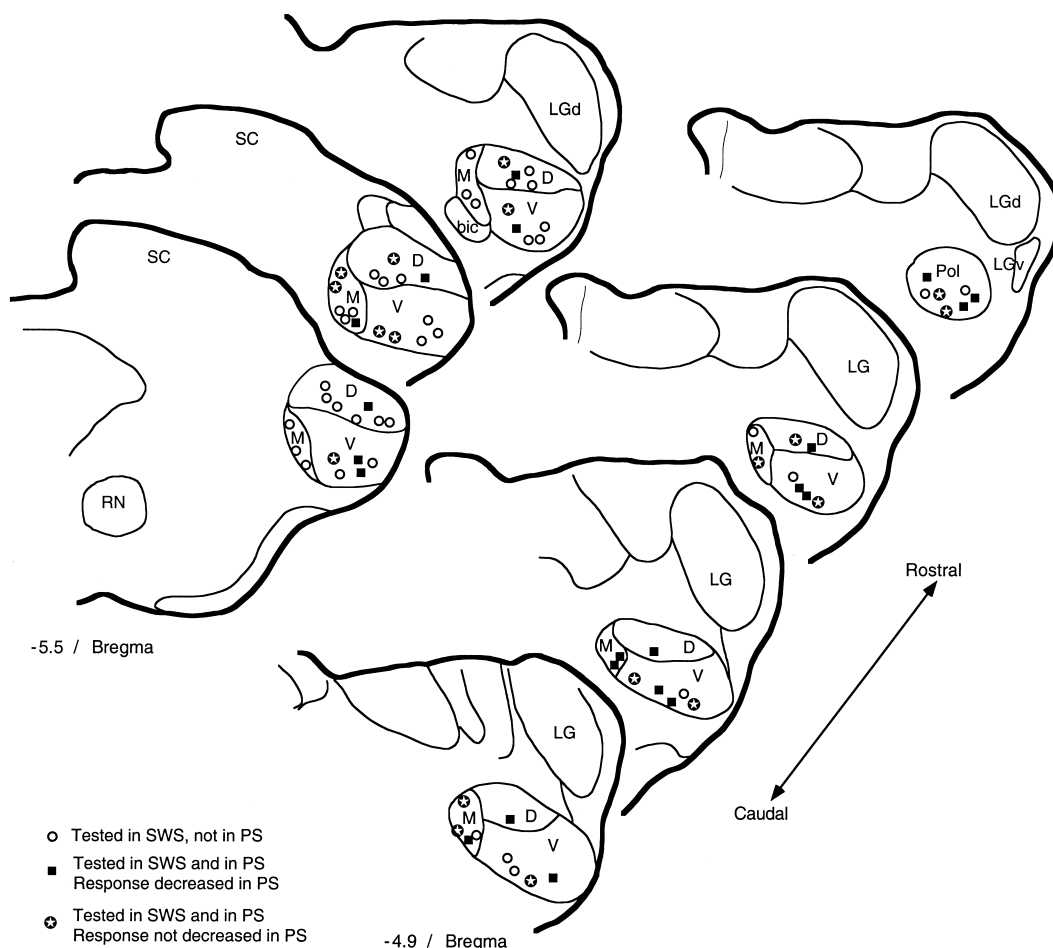 LGd
SC
M
D
V
bic
LGd
LGv
Pol
SC
D
M
V
LG
D
M
V
D
M
V
RN
LG
M
D
V
Rostral
Caudal
-5.5 / Bregma
LG
M
D
V
Tested in SWS, not in PS
Tested in SWS and in PS
Response decreased in PS
Tested in SWS and in PS
Response not decreased in PS
-4.9 / Bregma